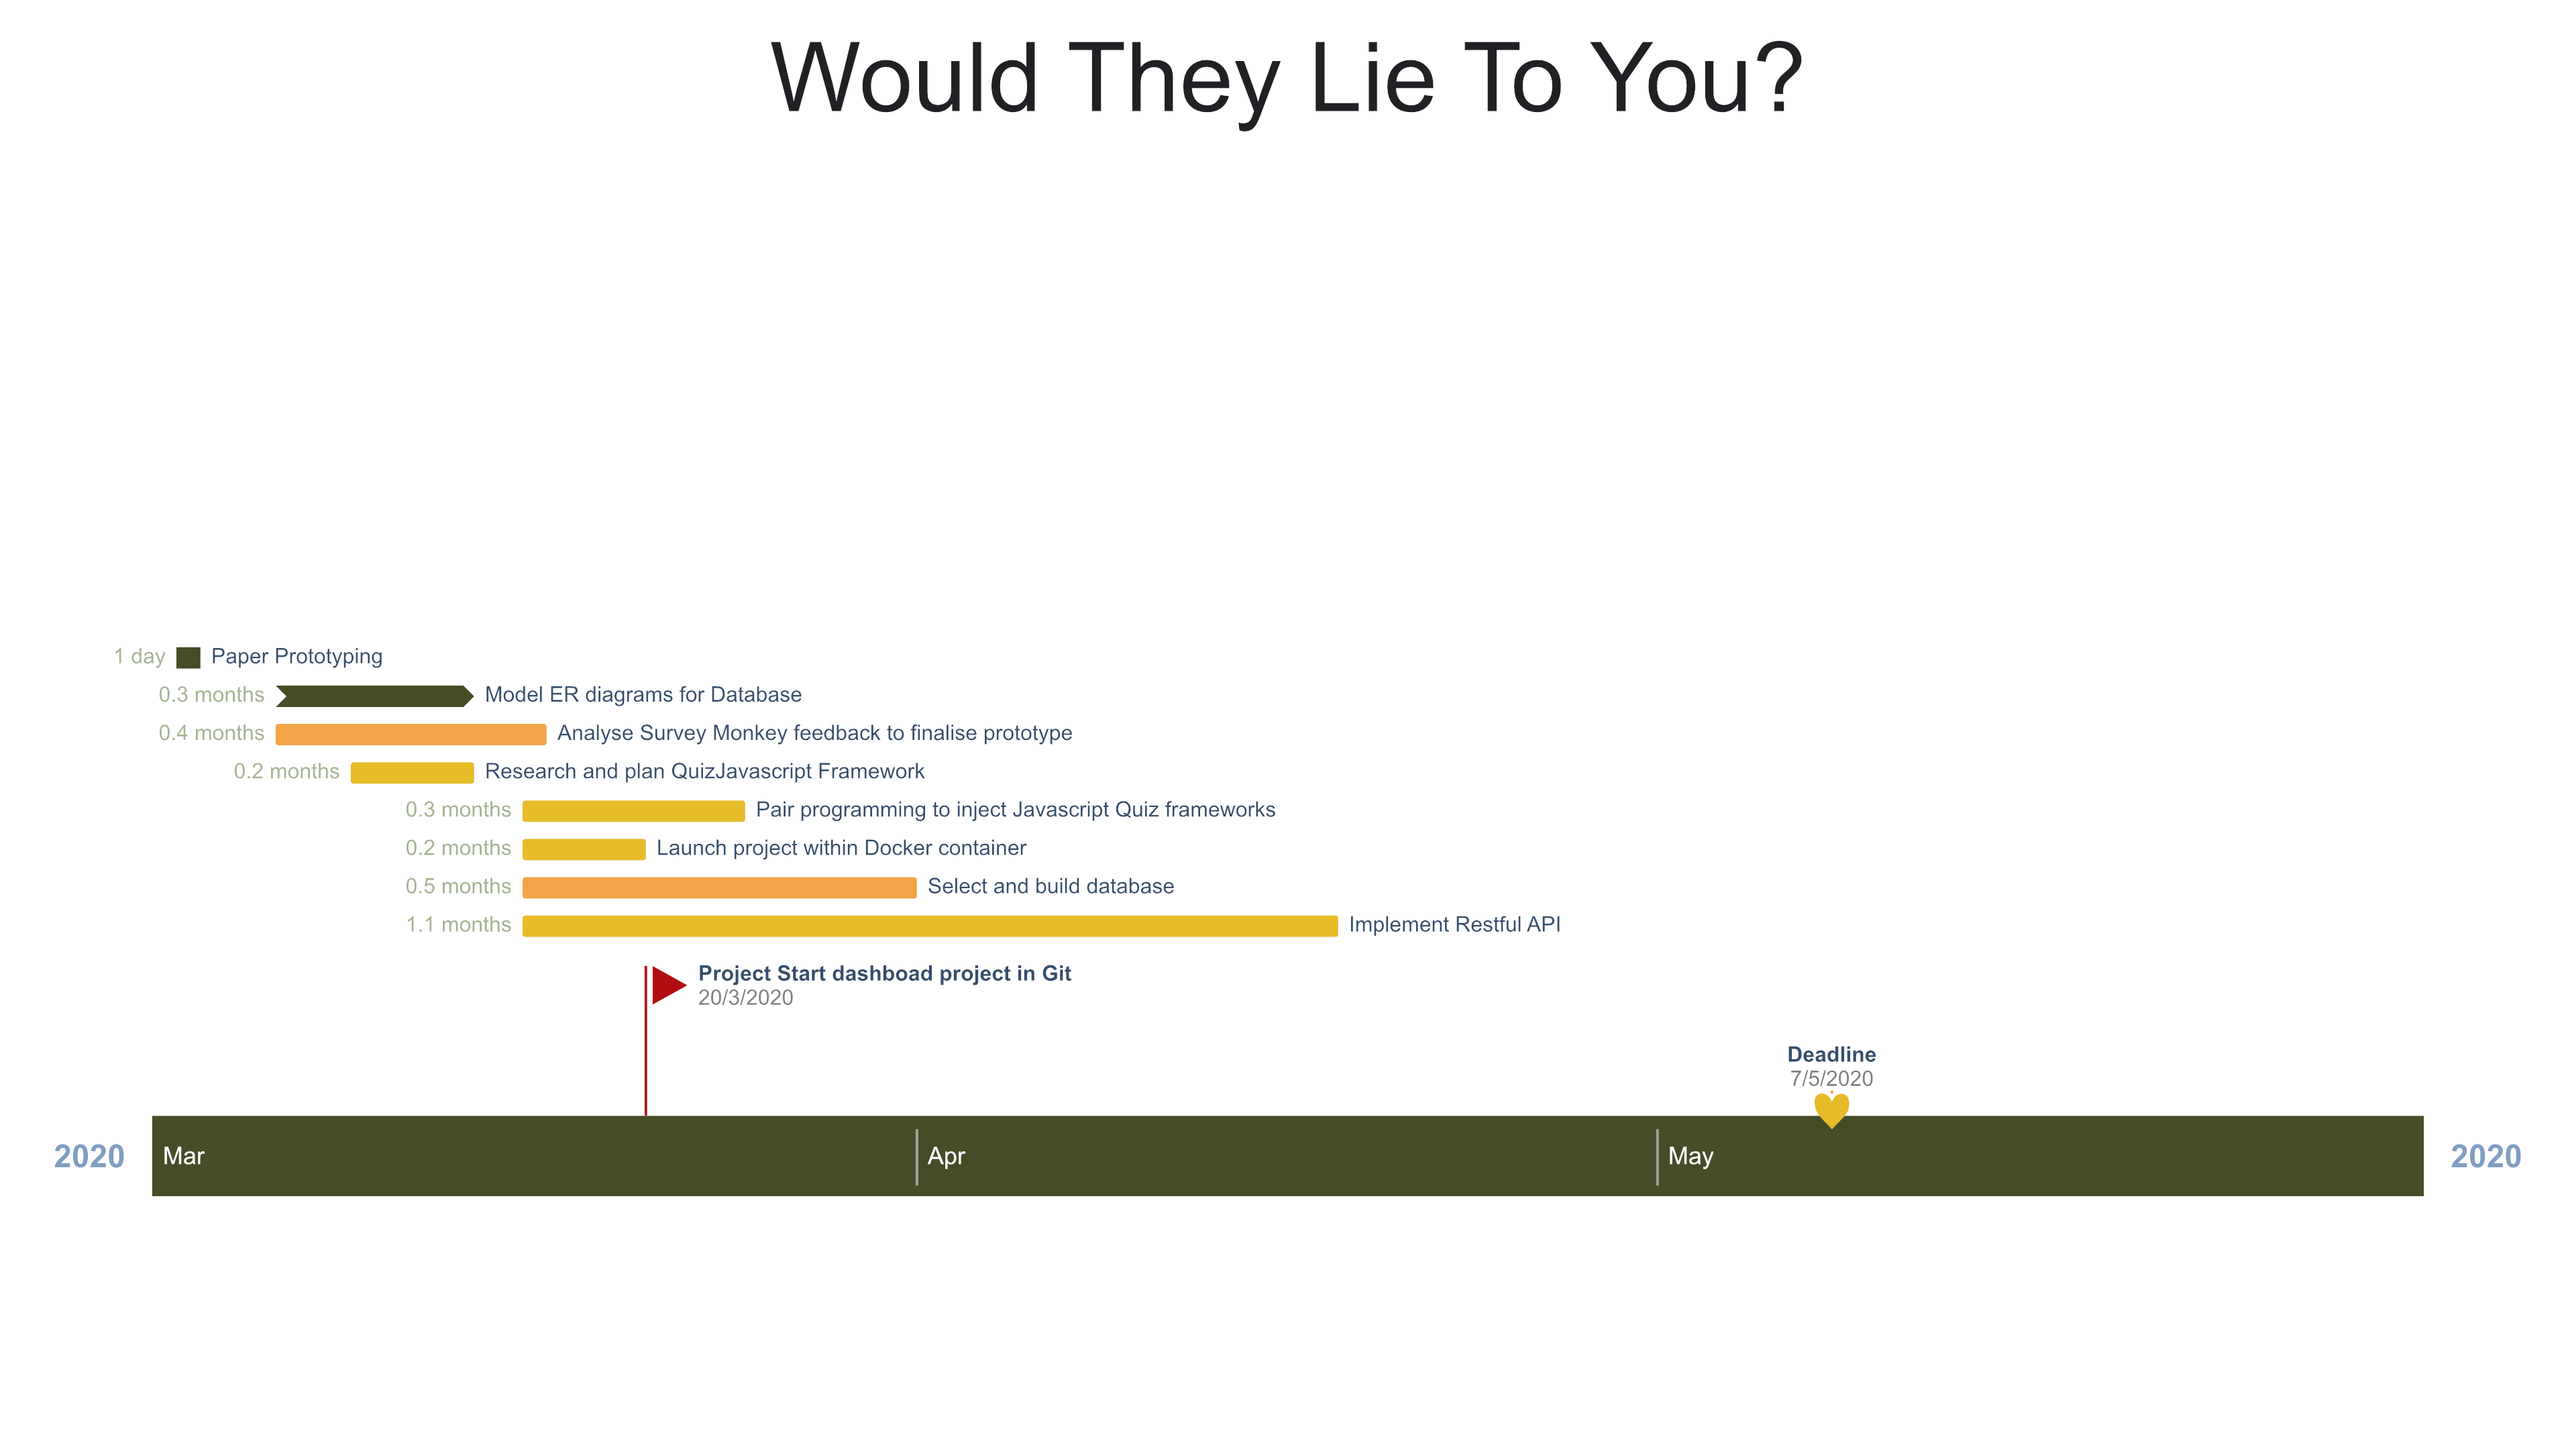 Would They Lie To You?
1 day Paper Prototyping
0.3 months Model ER diagrams for Database
0.4 months Analyse Survey Monkey feedback to finalise prototype
0.2 months Research and plan QuizJavascript Framework
0.3 months Pair programming to inject Javascript Quiz frameworks
0.2 months Launch project within Docker container
0.5 months Select and build database
1.1 months Implement Restful API
Project Start dashboad project in Git
20/3/2020
Deadline
7/5/2020
2020 Mar Apr May 2020